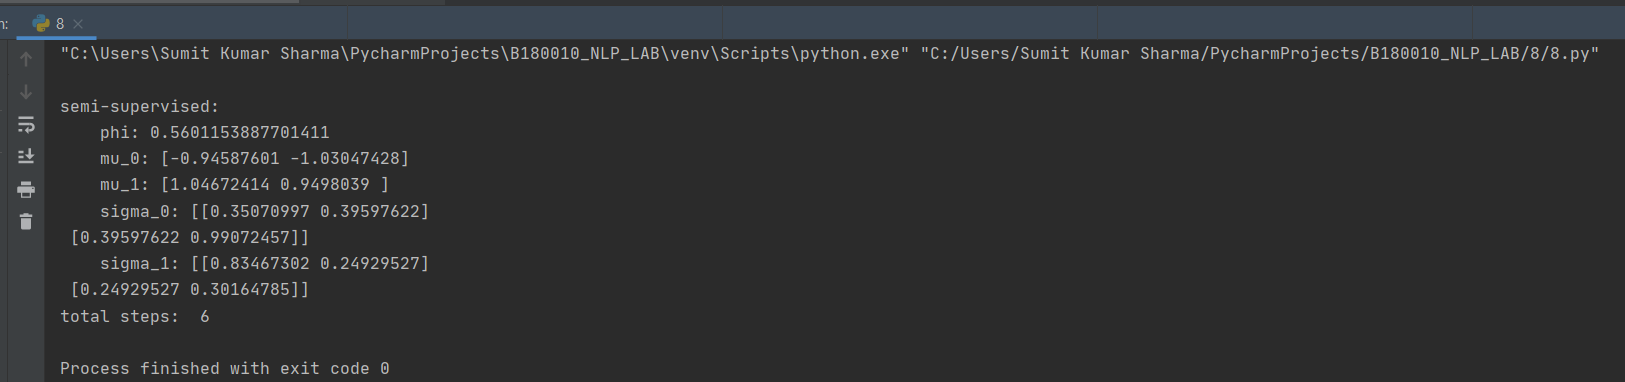 n: 8
"C:\Users\Sumit Kumar Sharma\PycharmProjects\B180010_NLP_LAB\venv\Scripts\python.exe" "C:/Users/Sumit Kumar Sharma/PycharmProjects/B180010_NLP_LAB/8/8.py"
semi-supervised:
phi: 0.5601153887701411
mu_0: [-0.94587601 -1.03047428]
mu_1: [1.04672414 0.9498039 ]
sigma_0: [[0.35070997 0.39597622]
[0.39597622 0.99072457]]
sigma_1: [[0.83467302 0.24929527]
[0.24929527 0.30164785]]
total steps:  6
Process finished with exit code 0